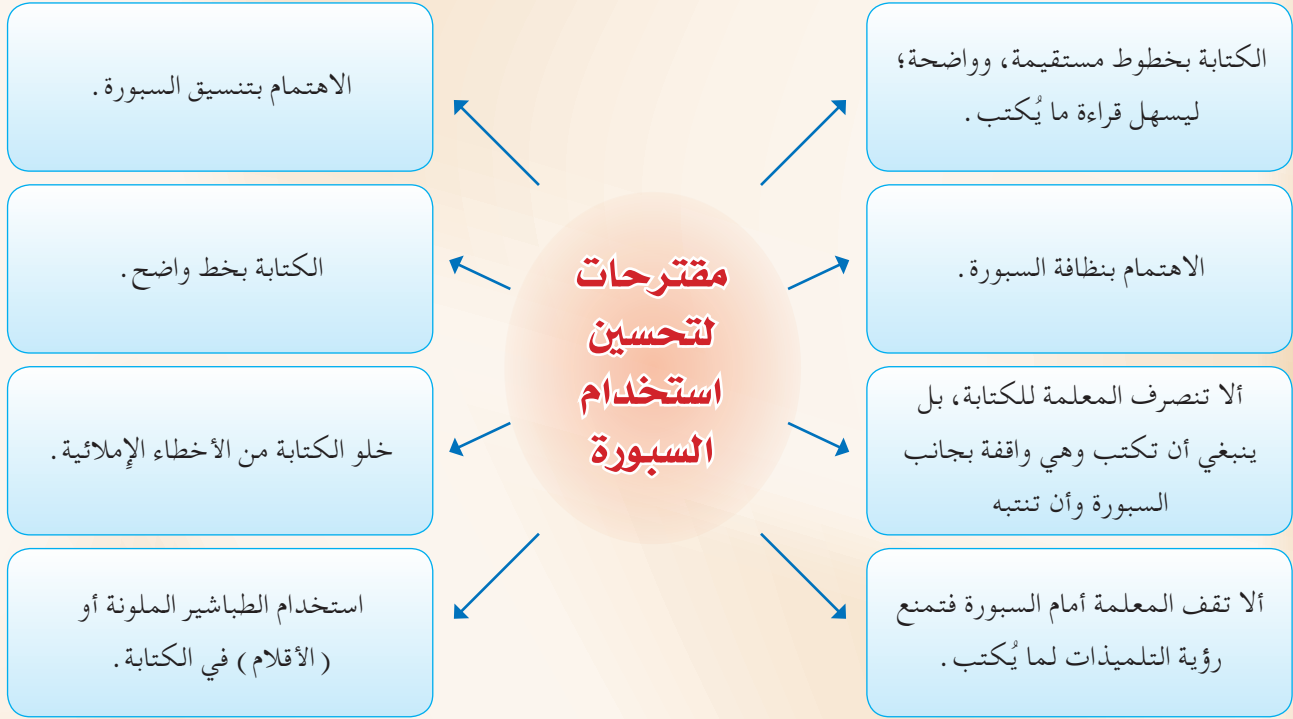 مقترحات
لتحسين
استخدام
السبورة
الكتابة بخطوط مستقيمة، وواضحة؛
ليسهل قراءة ما يُكتب.
الاهتمام بنظافة السبورة.
ألا تنصرف المعلمة للكتابة، بل
ينبغي أن تكتب وهي واقفة بجانب
السبورة وأن تنتبه
ألا تقف المعلمة أمام السبورة فتمنع
رؤية التلميذات لما يُكتب.
الاهتمام بتنسيق السبورة.
الكتابة بخط واضح.
خلو الكتابة من الأخطاء الإملائية.
استخدام الطباشير الملونة أو
(الأقلام) في الكتابة.